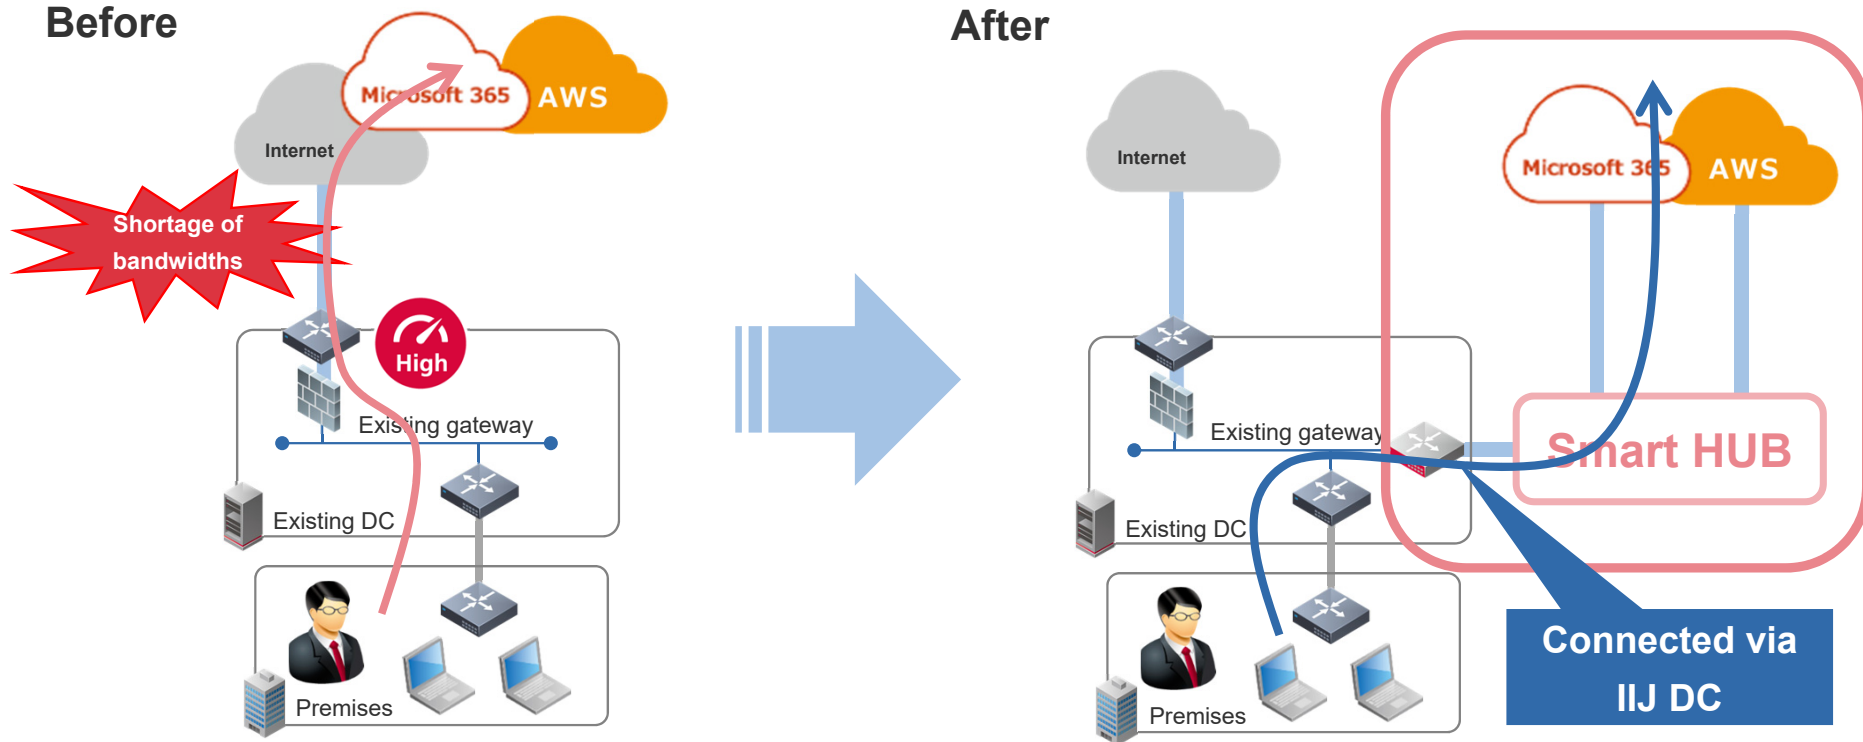 Before
Microsoft 365
AWS
Internet
Shortage of
bandwidths
High
Existing gateway
Existing DC
Premises
After
Internet
Microsoft 365
AWS
Existing gateway
Smart HUB
Existing DC
Premises
Connected via
IIJ DC